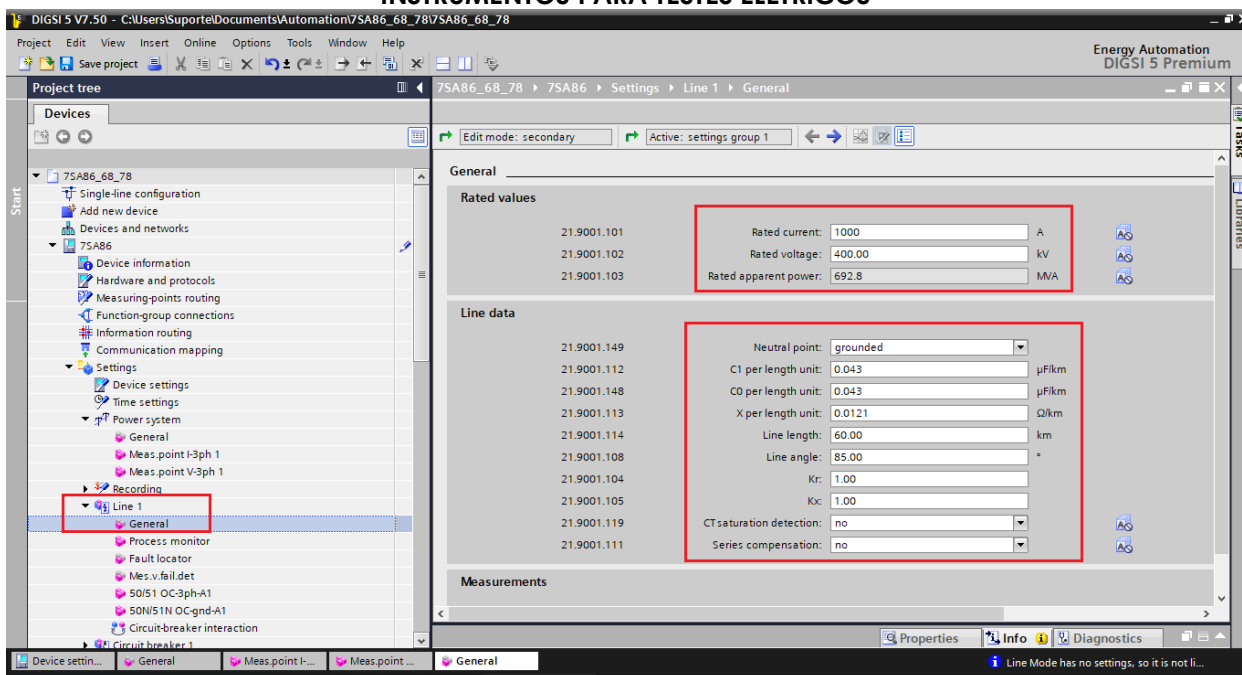 INSTRUMENTOS PARA TESTES ELÉTRICOS
DIGSI 5 V7.50 - C:\Users\Suporte\Documents\Automation\7SA86_68_78\7SA86_68_78
Project Edit View Insert Online Options Tools Window Help
Save project
Energy Automation
DIGSI 5 Premium
Start
Project tree
Devices
7SA86_68_78
Single-line configuration
Add new device
Devices and networks
7SA86
Device information
Hardware and protocols
Measuring-points routing
Function-group connections
Information routing
Communication mapping
Settings
Device settings
Time settings
Power system
General
Meas.point I-3ph 1
Meas.point V-3ph 1
Recording
Line 1
General
Process monitor
Fault locator
Mes.v.fail.det
50/51 OC-3ph-A1
50N/51N OC-gnd-A1
Circuit-breaker interaction
Circuit breaker 1
7SA86_68_78 ▸ 7SA86 ▸ Settings ▸ Line 1 ▸ General
Edit mode: secondary
Active: settings group 1
General
Rated values
21.9001.101 Rated current: 1000 A
21.9001.102 Rated voltage: 400.00 kV
21.9001.103 Rated apparent power: 692.8 MVA
Line data
21.9001.149 Neutral point: grounded
21.9001.112 C1 per length unit: 0.043 µF/km
21.9001.148 C0 per length unit: 0.043 µF/km
21.9001.113 X per length unit: 0.0121 Ω/km
21.9001.114 Line length: 60.00 km
21.9001.108 Line angle: 85.00 °
21.9001.104 Kr: 1.00
21.9001.105 Kx: 1.00
21.9001.119 CT saturation detection: no
21.9001.111 Series compensation: no
Measurements
Tasks
Libraries
Properties
Info
Diagnostics
Device settin...
General
Meas.point I-...
Meas.point ...
General
Line Mode has no settings, so it is not li...